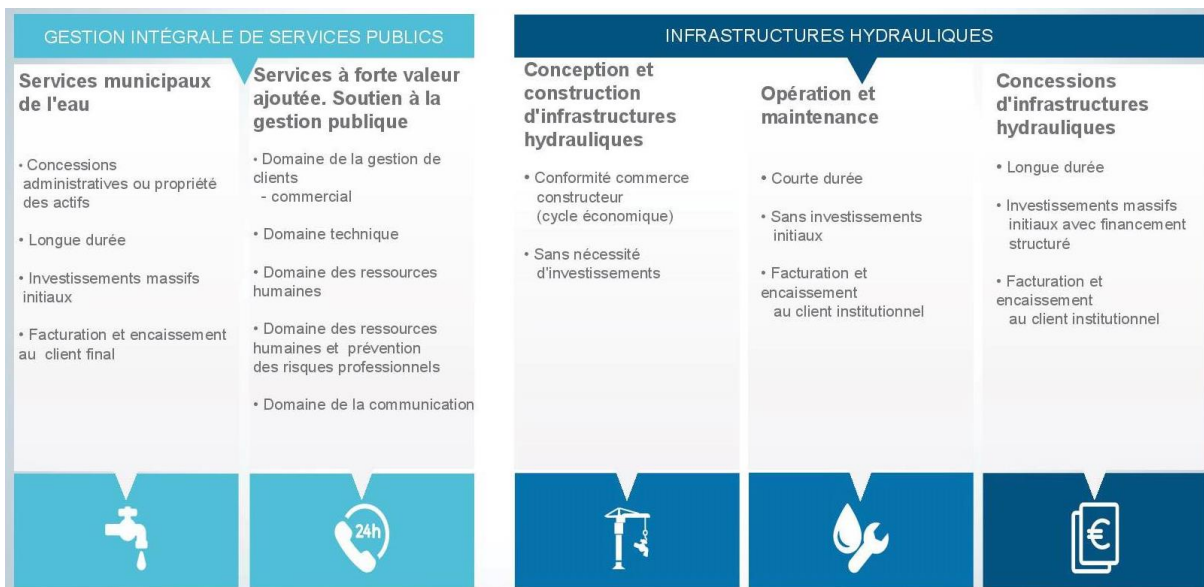 GESTION INTÉGRALE DE SERVICES PUBLICS
Services municipaux
de l'eau
• Concessions
administratives ou propriété
des actifs
• Longue durée
• Investissements massifs
initiaux
• Facturation et encaissement
au client final
Services à forte valeur
ajoutée. Soutien à la
gestion publique
• Domaine de la gestion de
clients
- commercial
• Domaine technique
• Domaine des ressources
humaines
• Domaine des ressources
humaines et prévention
des risques professionnels
• Domaine de la communication
24h
INFRASTRUCTURES HYDRAULIQUES
Conception et
construction
d'infrastructures
hydrauliques
• Conformité commerce
constructeur
(cycle économique)
• Sans nécessité
d'investissements
Opération et
maintenance
• Courte durée
• Sans investissements
initiaux
• Facturation et
encaissement
au client institutionnel
Concessions
d'infrastructures
hydrauliques
• Longue durée
• Investissements massifs
initiaux avec financement
structuré
• Facturation et
encaissement
au client institutionnel
€